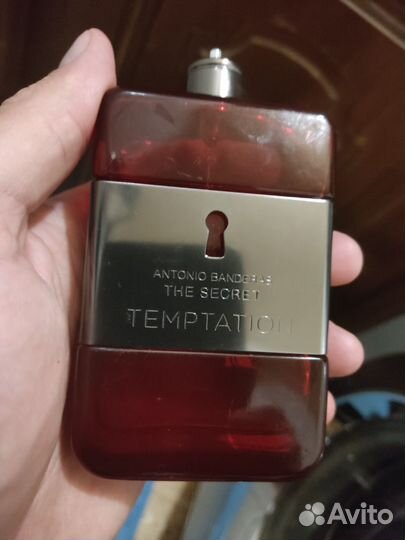 ANTONIO BANDERAS
THE SECRET
TEMPTATION
Avito